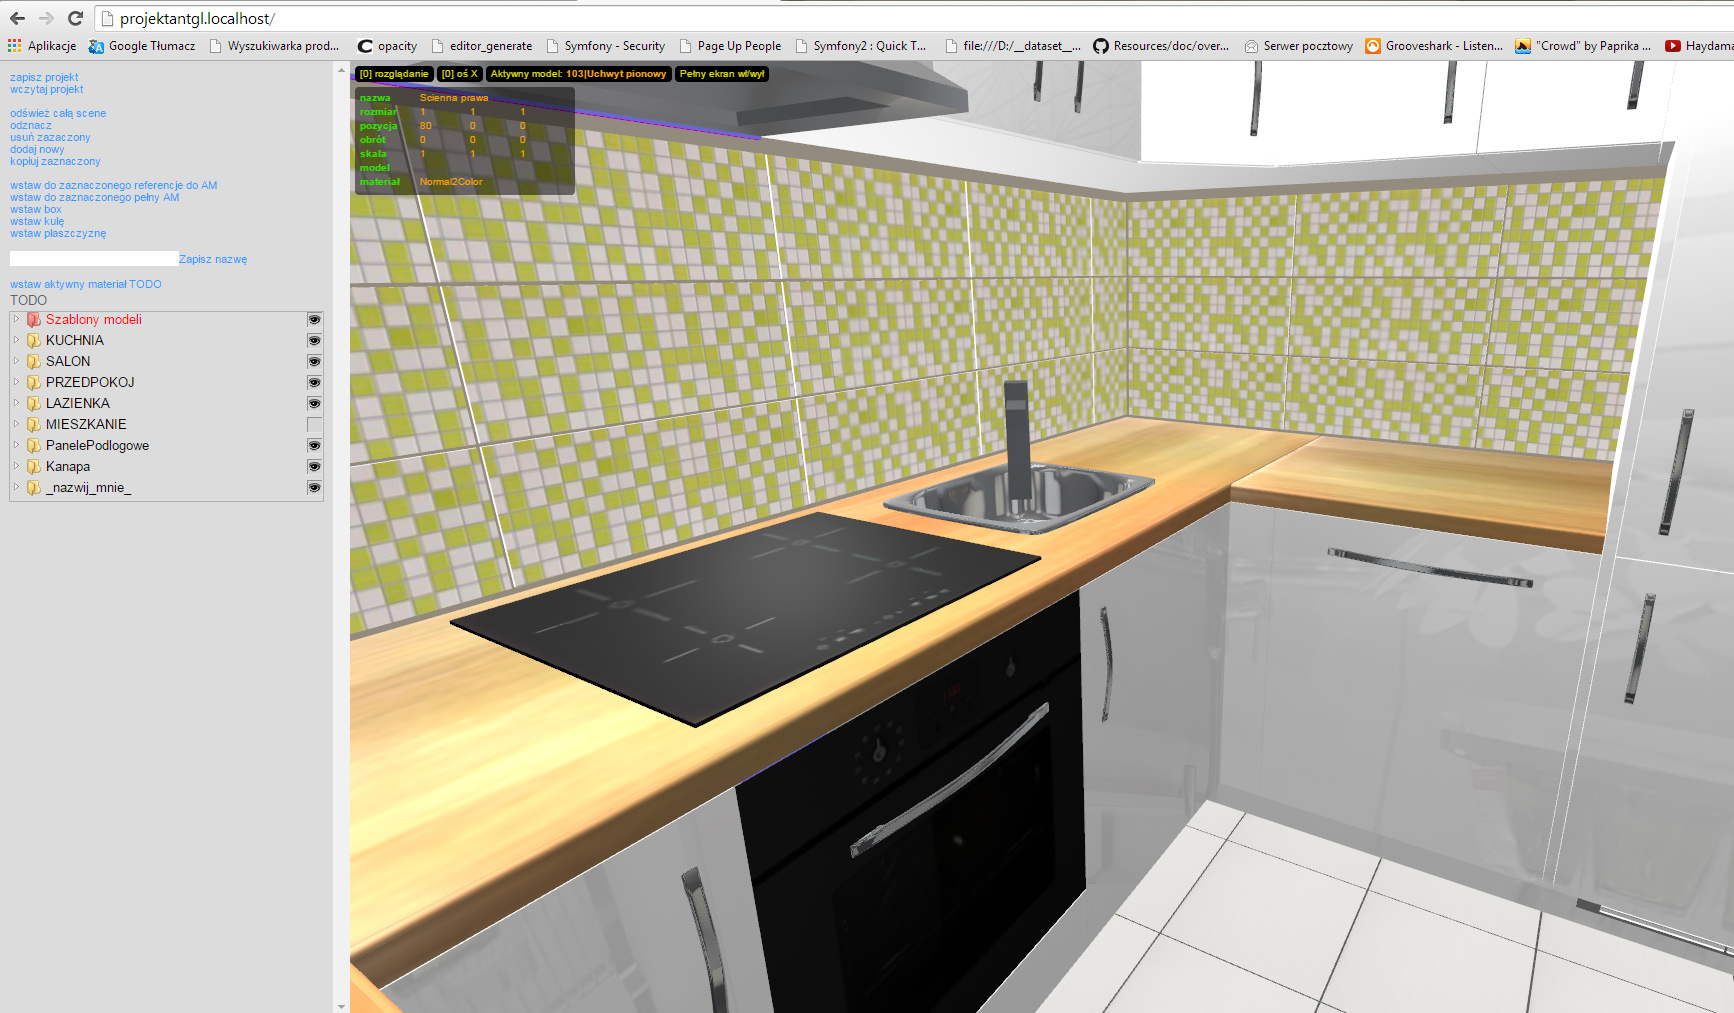 projektantgl.localhost/
Aplikacje Google Tłumacz Wyszukiwarka prod... opacity editor_generate Symfony - Security Page Up People Symfony2 : Quick T... file:///D:/__dataset__... Resources/doc/over... Serwer pocztowy Grooveshark - Listen... "Crowd" by Paprika ... Haydama
zapisz projekt
wczytaj projekt
odśwież całą scene
odznacz
usuń zazaczony
dodaj nowy
kopiuj zaznaczony
wstaw do zaznaczonego referencje do AM
wstaw do zaznaczonego pełny AM
wstaw box
wstaw kulę
wstaw płaszczyznę
Zapisz nazwę
wstaw aktywny materiał TODO
TODO
Szablony modeli
KUCHNIA
SALON
PRZEDPOKOJ
LAZIENKA
MIESZKANIE
PanelePodlogowe
Kanapa
_nazwij_mnie_
[0] rozglądanie [0] oś X Aktywny model: 103|Uchwyt pionowy Pełny ekran wł/wył
nazwa Scienna prawa
rozmiar 1 1 1
pozycja 80 0 0
obrót 0 0 0
skala 1 1 1
model
materiał Normal2Color